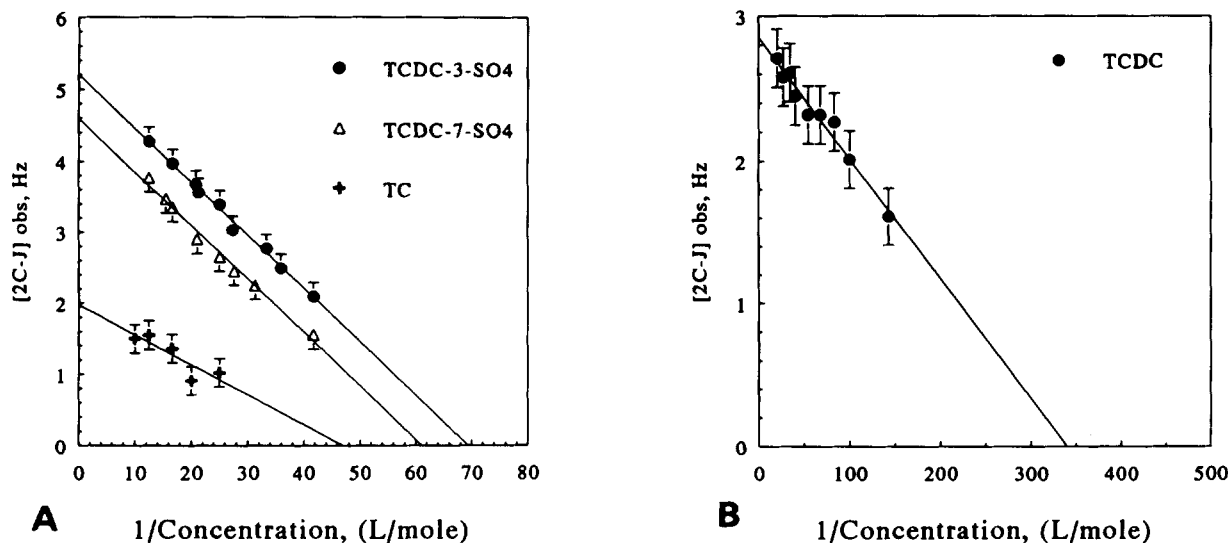 6
5
4
3
2
1
0
[2C-J] obs, Hz
TCDC-3-SO4
TCDC-7-SO4
TC
0 10 20 30 40 50 60 70 80
A 1/Concentration, (L/mole)
3
2
1
0
[2C-J] obs, Hz
TCDC
0 100 200 300 400 500
B 1/Concentration, (L/mole)